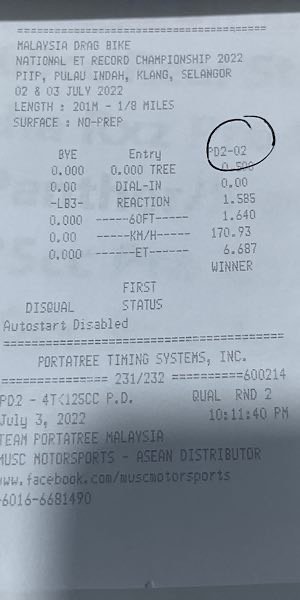 ==========================================
MALAYSIA DRAG BIKE
NATIONAL ET RECORD CHAMPIONSHIP 2022
PIIP, PULAU INDAH, KLANG, SELANGOR
02 & 03 JULY 2022
LENGTH : 201M - 1/8 MILES
SURFACE : NO-PREP
BYE Entry PD2-02
0.000 0.000 TREE 0.500
0.00 DIAL-IN 0.00
-LB3- REACTION 1.585
0.000 -----60FT----- 1.640
0.00 -----KM/H----- 170.93
0.000 ------ET------ 6.687
WINNER
FIRST
DISQUAL STATUS
Autostart Disabled
==========================================
PORTATREE TIMING SYSTEMS, INC.
=============== 231/232 ==========600214
PD2 - 4TK125CC P.D. QUAL RND 2
July 3, 2022 10:11:40 PM
TEAM PORTATREE MALAYSIA
MUSC MOTORSPORTS - ASEAN DISTRIBUTOR
www.facebook.com/muscmotorsports
-6016-6681490